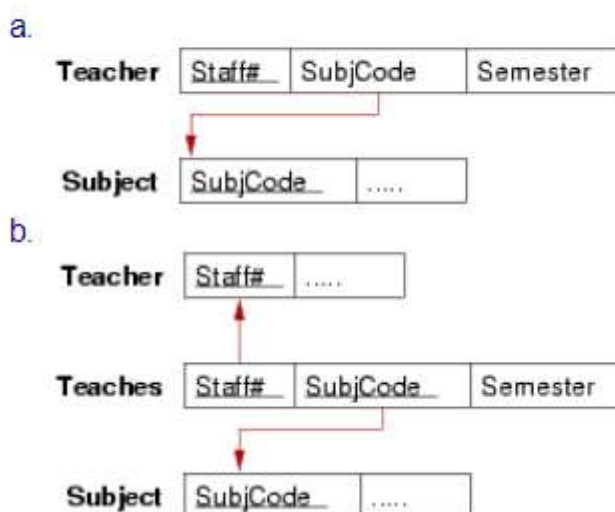 a.
Teacher Staff# SubjCode Semester
Subject SubjCode .....
b.
Teacher Staff# .....
Teaches Staff# SubjCode Semester
Subject SubjCode .....